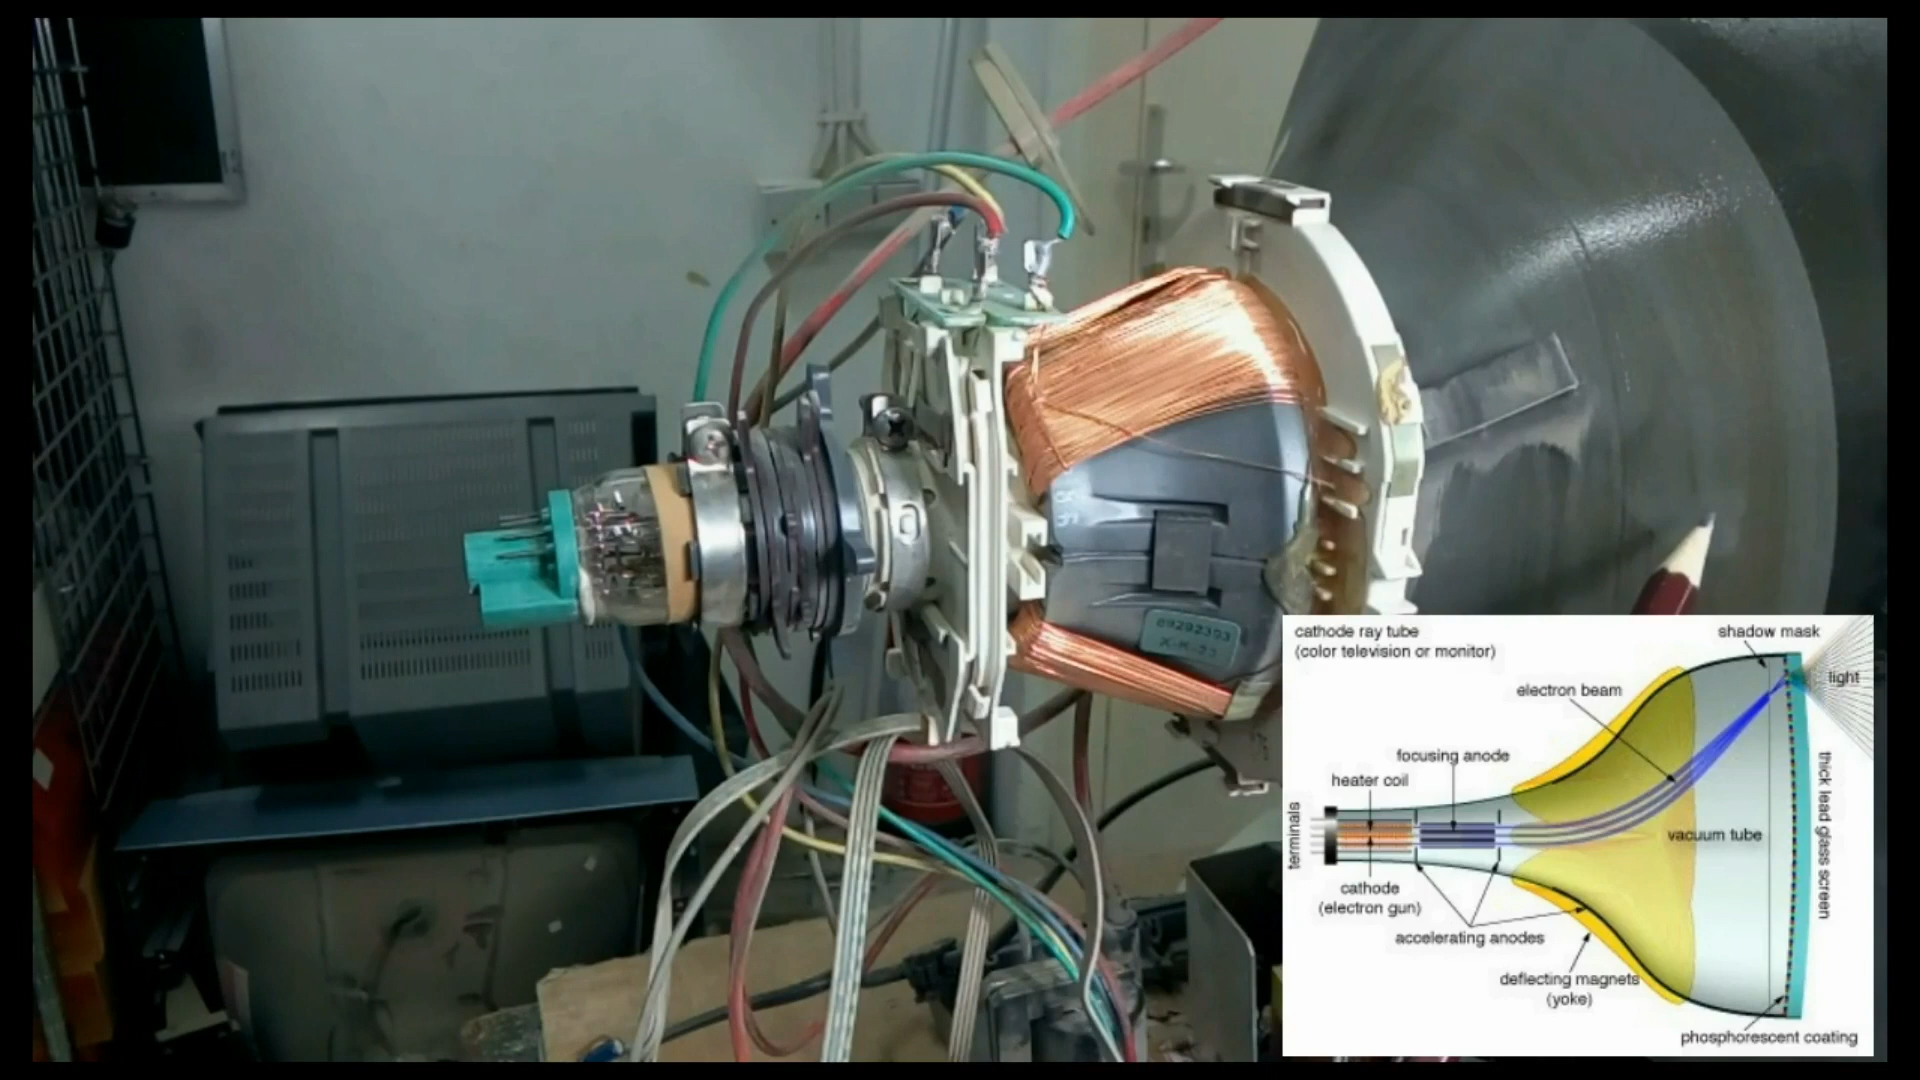 cathode ray tube
(color television or monitor)
shadow mask
light
electron beam
focusing anode
heater coil
terminals
vacuum tube
thick lead glass screen
cathode
(electron gun)
accelerating anodes
deflecting magnets
(yoke)
phosphorescent coating